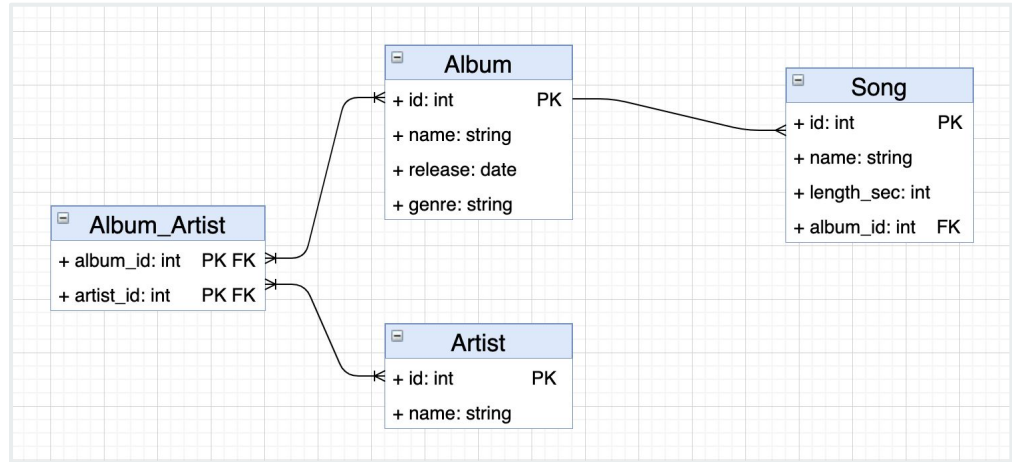 Album
+ id: int PK
+ name: string
+ release: date
+ genre: string
Song
+ id: int PK
+ name: string
+ length_sec: int
+ album_id: int FK
Album_Artist
+ album_id: int PK FK
+ artist_id: int PK FK
Artist
+ id: int PK
+ name: string